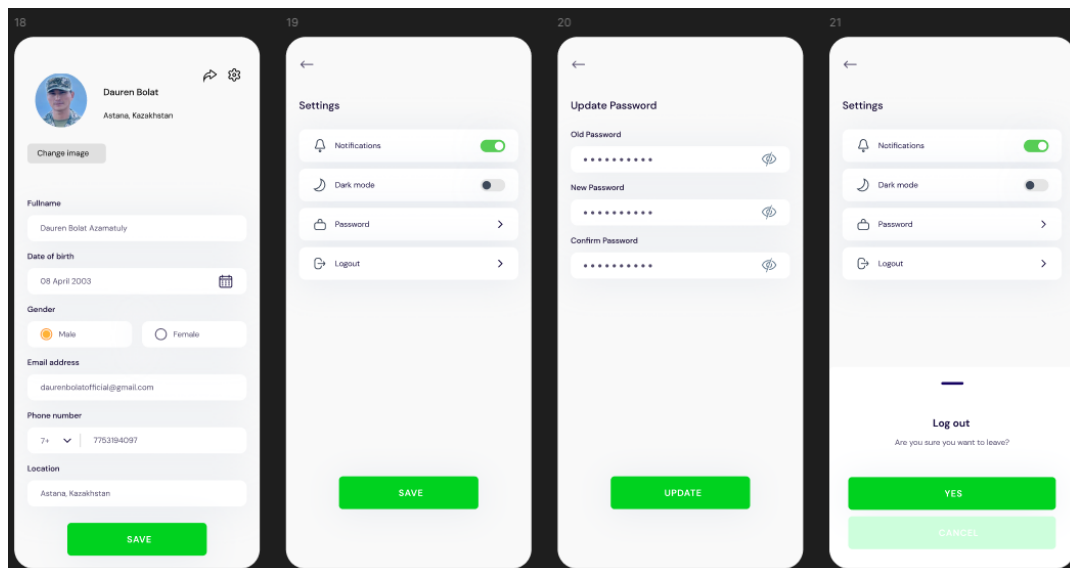 18
Dauren Bolat
Astana, Kazakhstan
Change image
Fullname
Dauren Bolat Azamatuly
Date of birth
08 April 2003
Gender
Male
Female
Email address
daurenbolatofficial@gmail.com
Phone number
7+
7753194097
Location
Astana, Kazakhstan
SAVE
19
Settings
Notifications
Dark mode
Password
Logout
SAVE
20
Update Password
Old Password
New Password
Confirm Password
UPDATE
21
Settings
Notifications
Dark mode
Password
Logout
Log out
Are you sure you want to leave?
YES
CANCEL